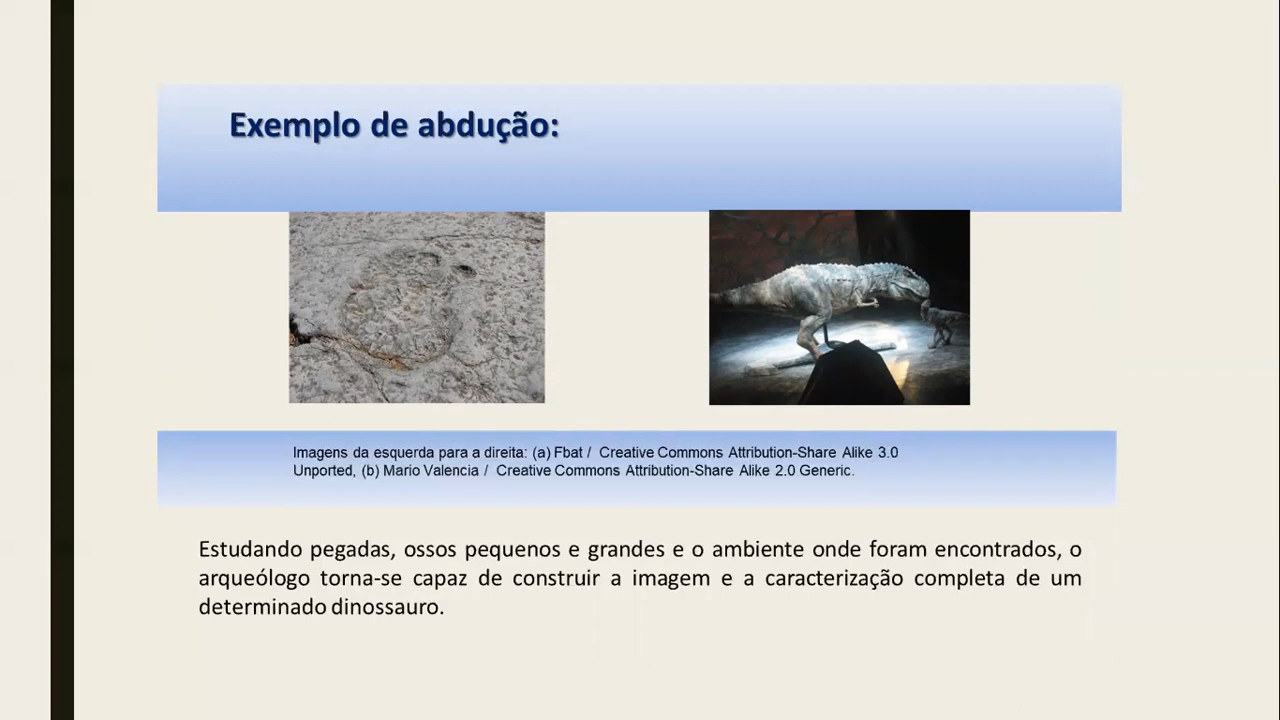 Exemplo de abdução:
Imagens da esquerda para a direita: (a) Fbat / Creative Commons Attribution-Share Alike 3.0
Unported, (b) Mario Valencia / Creative Commons Attribution-Share Alike 2.0 Generic.
Estudando pegadas, ossos pequenos e grandes e o ambiente onde foram encontrados, o
arqueólogo torna-se capaz de construir a imagem e a caracterização completa de um
determinado dinossauro.